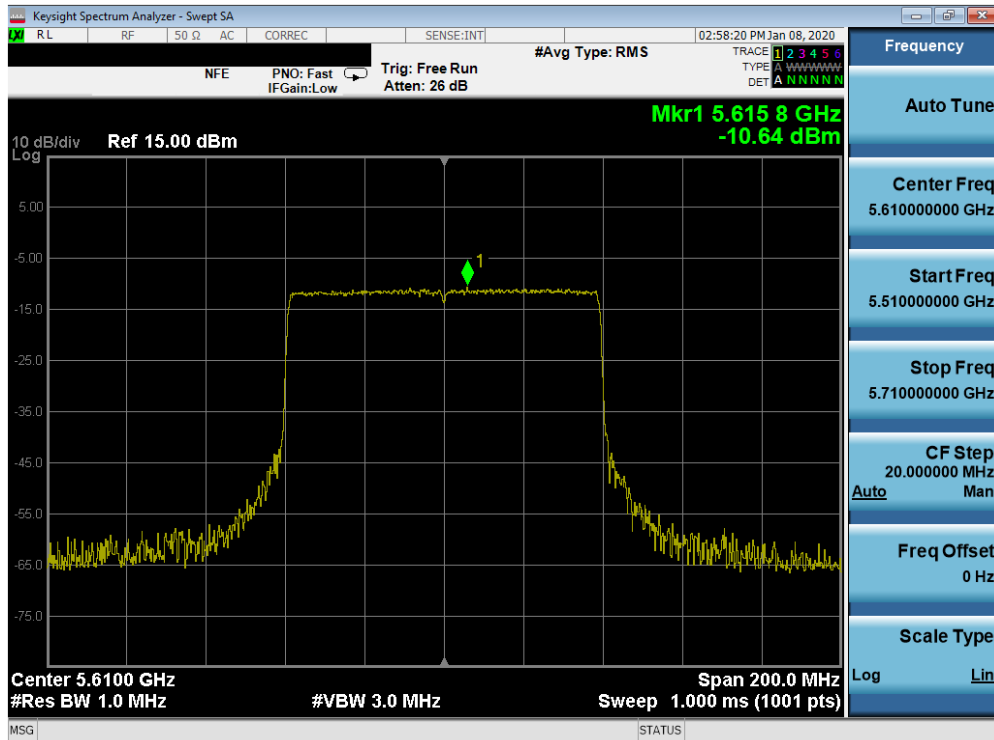 Keysight Spectrum Analyzer - Swept SA
LXI RL RF 50 Ω AC CORREC SENSE:INT 02:58:20 PM Jan 08, 2020
#Avg Type: RMS TRACE 1 2 3 4 5 6
NFE PNO: Fast Trig: Free Run TYPE A WWWWW
IFGain:Low Atten: 26 dB DET A N N N N N
Mkr1 5.615 8 GHz
-10.64 dBm
10 dB/div Ref 15.00 dBm
Log
5.00
-5.00
1
-15.0
-25.0
-35.0
-45.0
-55.0
-65.0
-75.0
Center 5.6100 GHz Span 200.0 MHz
#Res BW 1.0 MHz #VBW 3.0 MHz Sweep 1.000 ms (1001 pts)
MSG STATUS
Frequency
Auto Tune
Center Freq
5.610000000 GHz
Start Freq
5.510000000 GHz
Stop Freq
5.710000000 GHz
CF Step
20.000000 MHz
Auto Man
Freq Offset
0 Hz
Scale Type
Log Lin